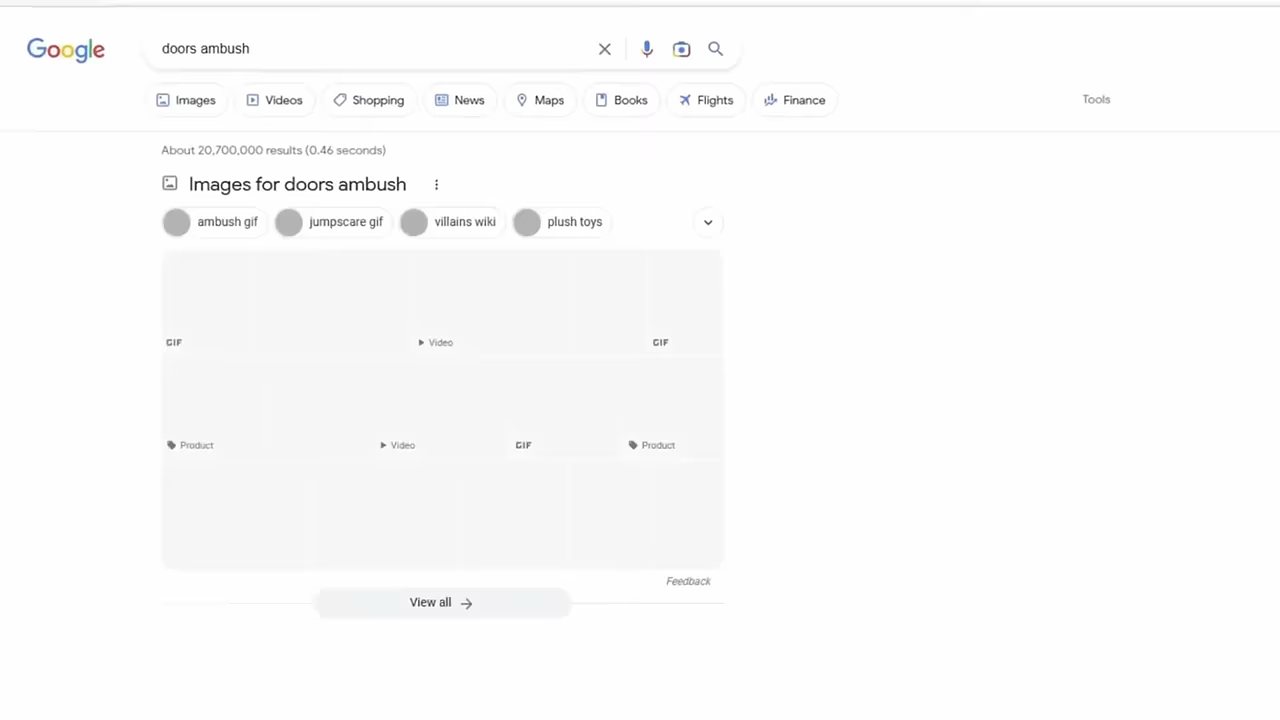 Google
doors ambush
Images Videos Shopping News Maps Books Flights Finance
Tools
About 20,700,000 results (0.46 seconds)
Images for doors ambush
ambush gif jumpscare gif villains wiki plush toys
GIF Video GIF
Product Video GIF Product
Feedback
View all